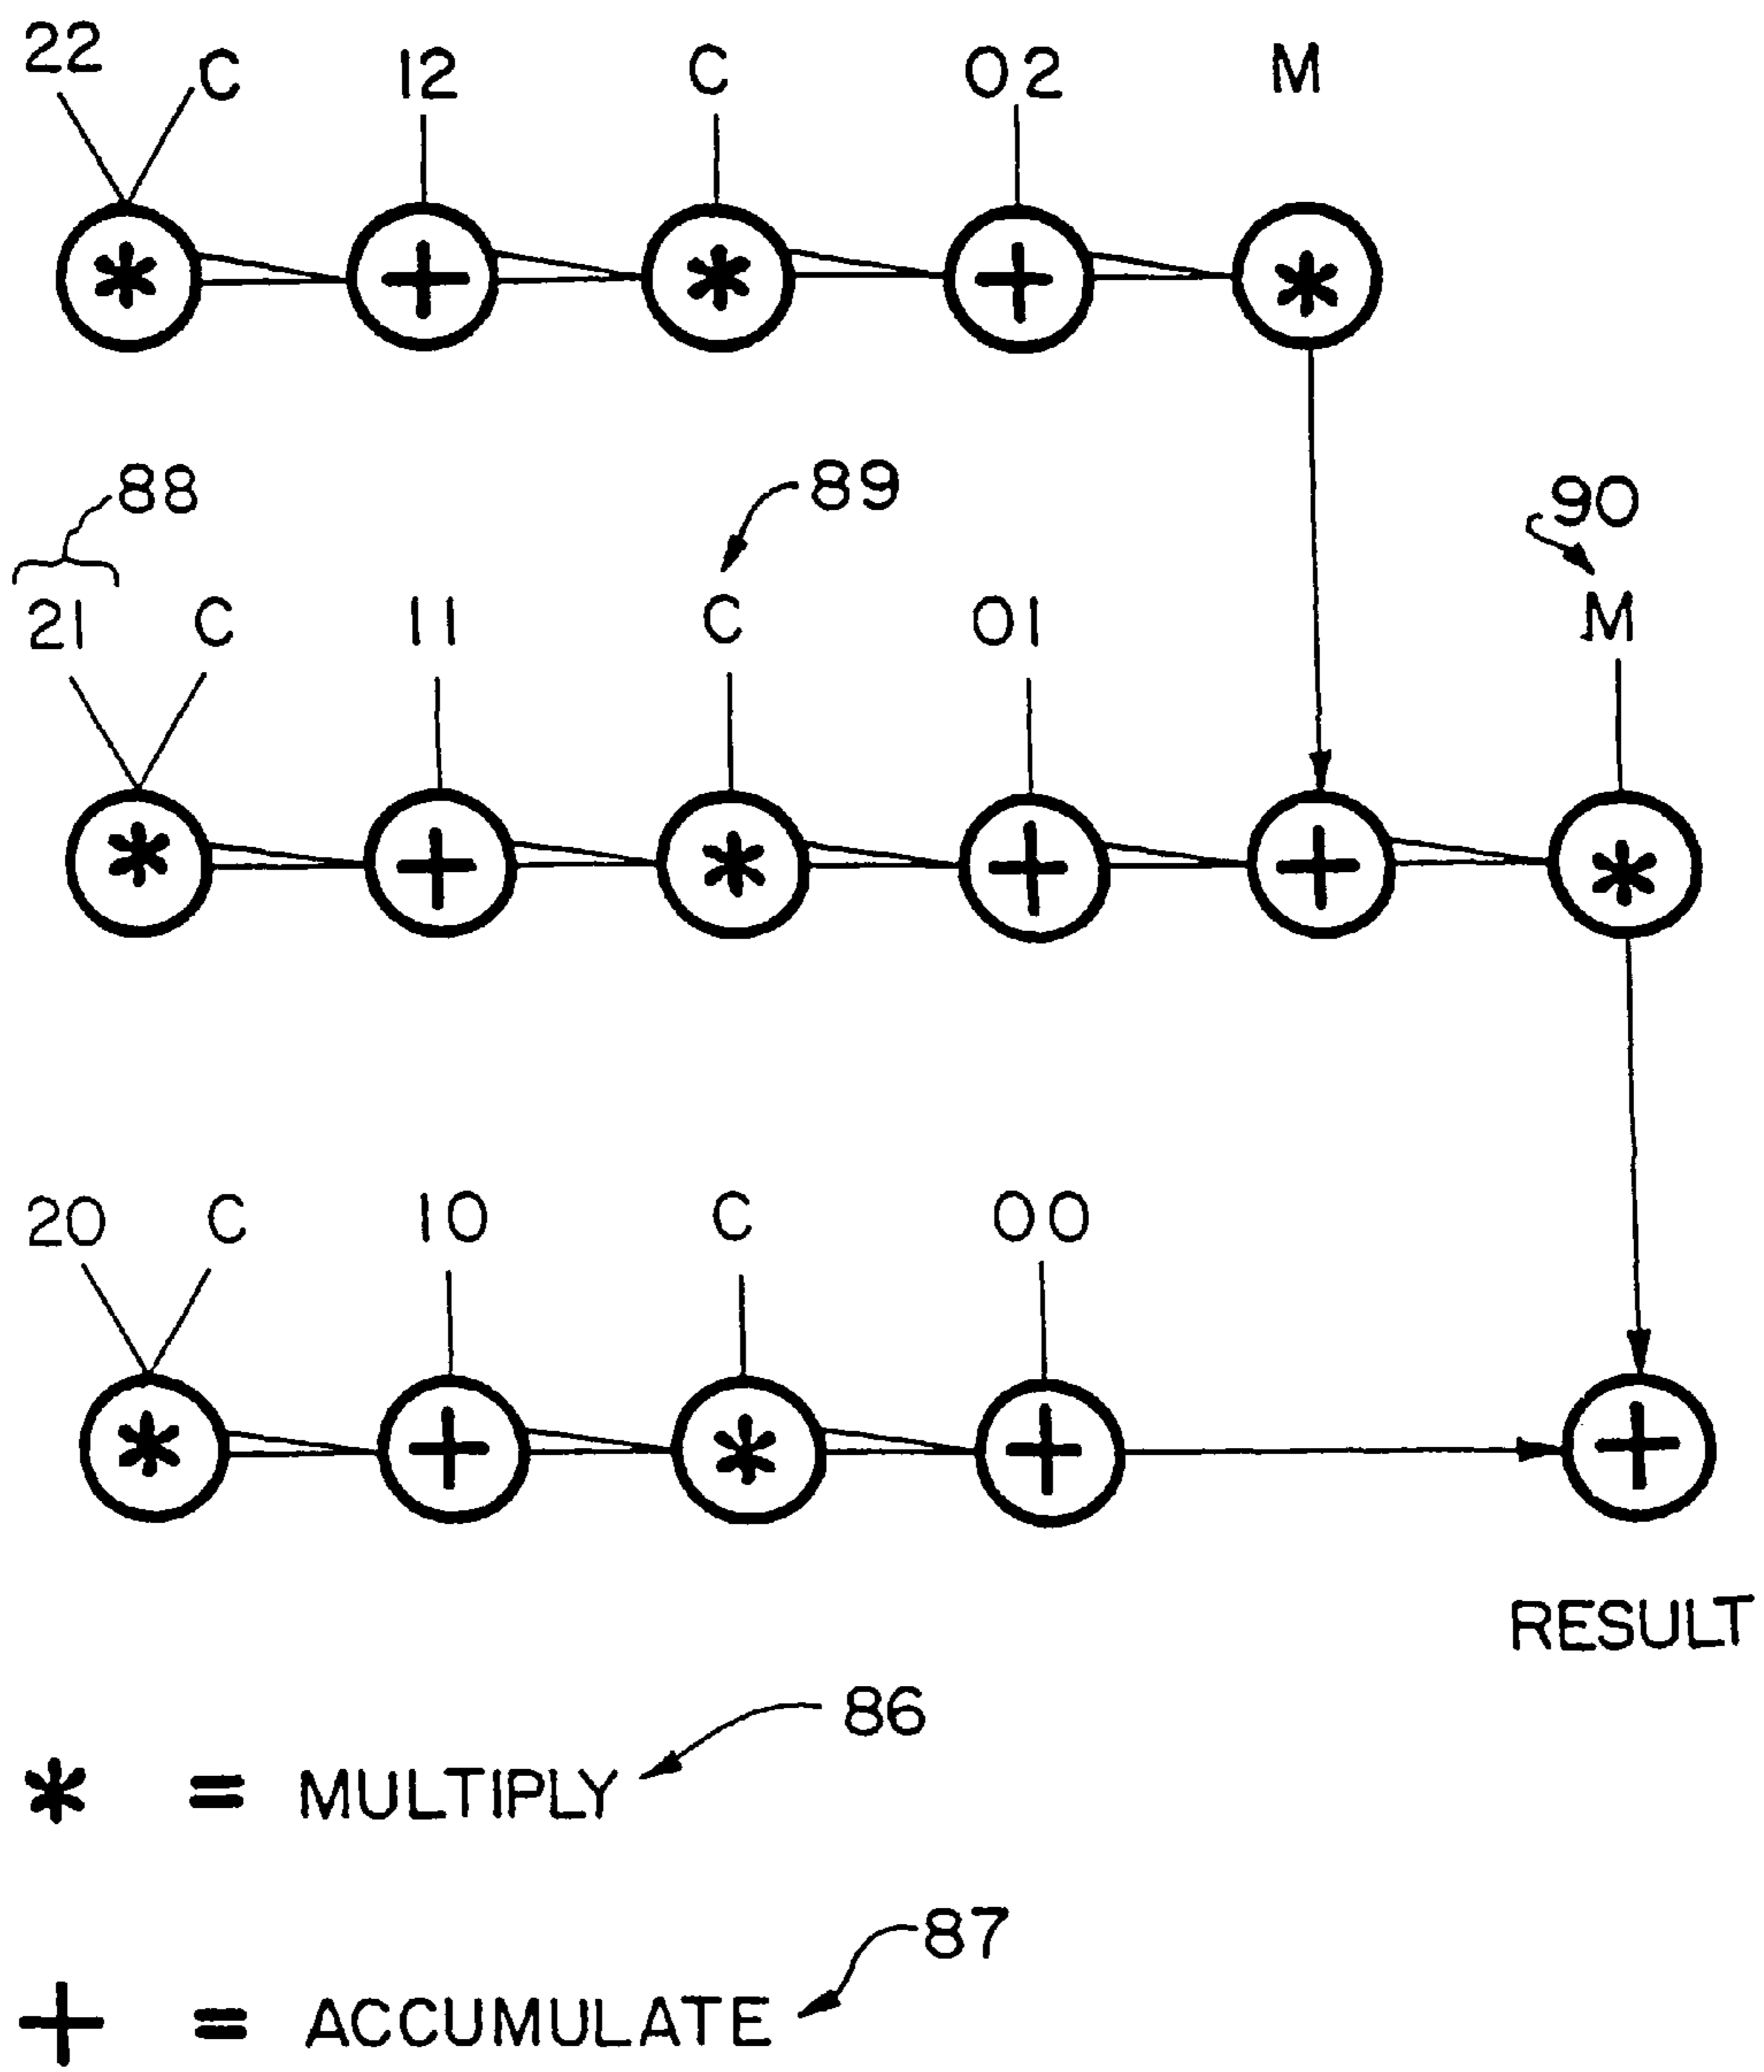 22 C 12 C 02 M
* + * + *
88 89 90
21 C 11 C 01 M
* + * + + *
20 C 10 C 00
* + * + +
RESULT
86
* = MULTIPLY
87
+ = ACCUMULATE